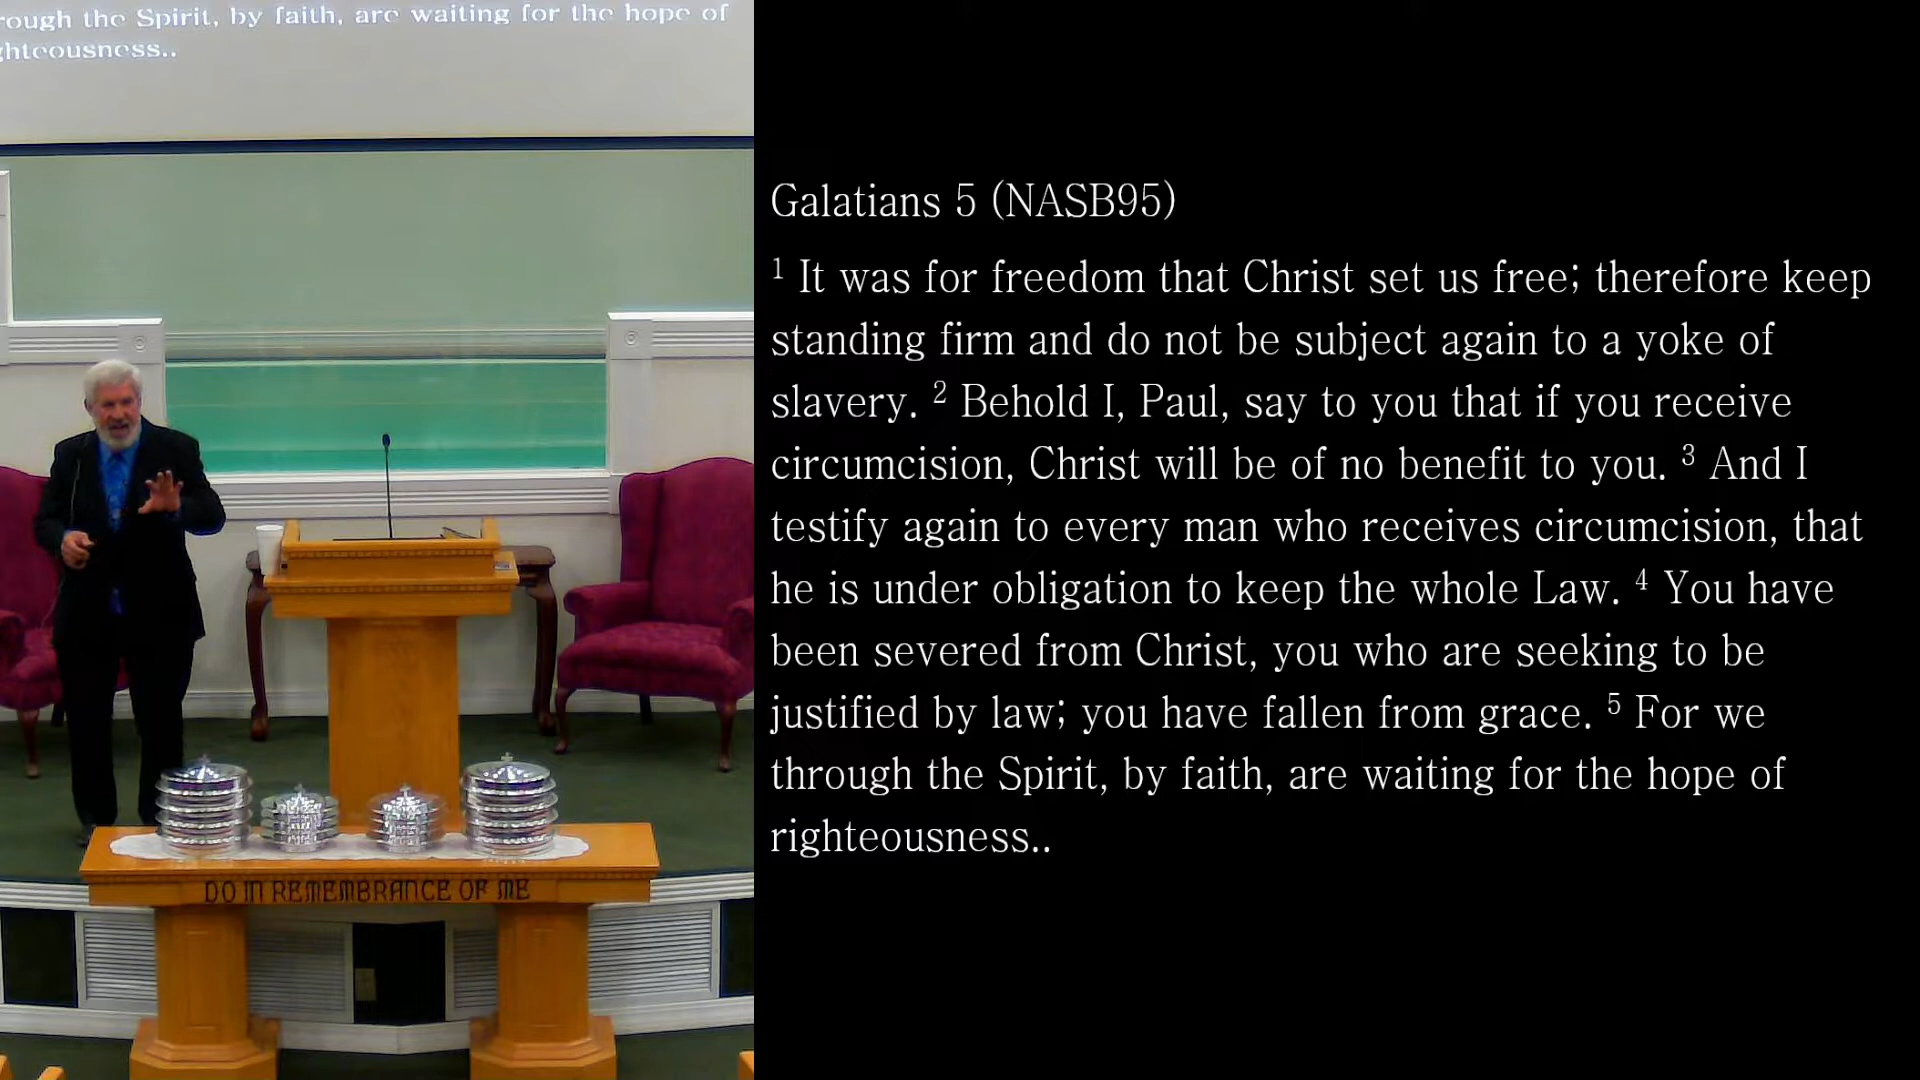 rough the Spirit, by faith, are waiting for the hope of
ghteousness..
DO IN REMEMBRANCE OF ME
Galatians 5 (NASB95)
1 It was for freedom that Christ set us free; therefore keep
standing firm and do not be subject again to a yoke of
slavery. 2 Behold I, Paul, say to you that if you receive
circumcision, Christ will be of no benefit to you. 3 And I
testify again to every man who receives circumcision, that
he is under obligation to keep the whole Law. 4 You have
been severed from Christ, you who are seeking to be
justified by law; you have fallen from grace. 5 For we
through the Spirit, by faith, are waiting for the hope of
righteousness..